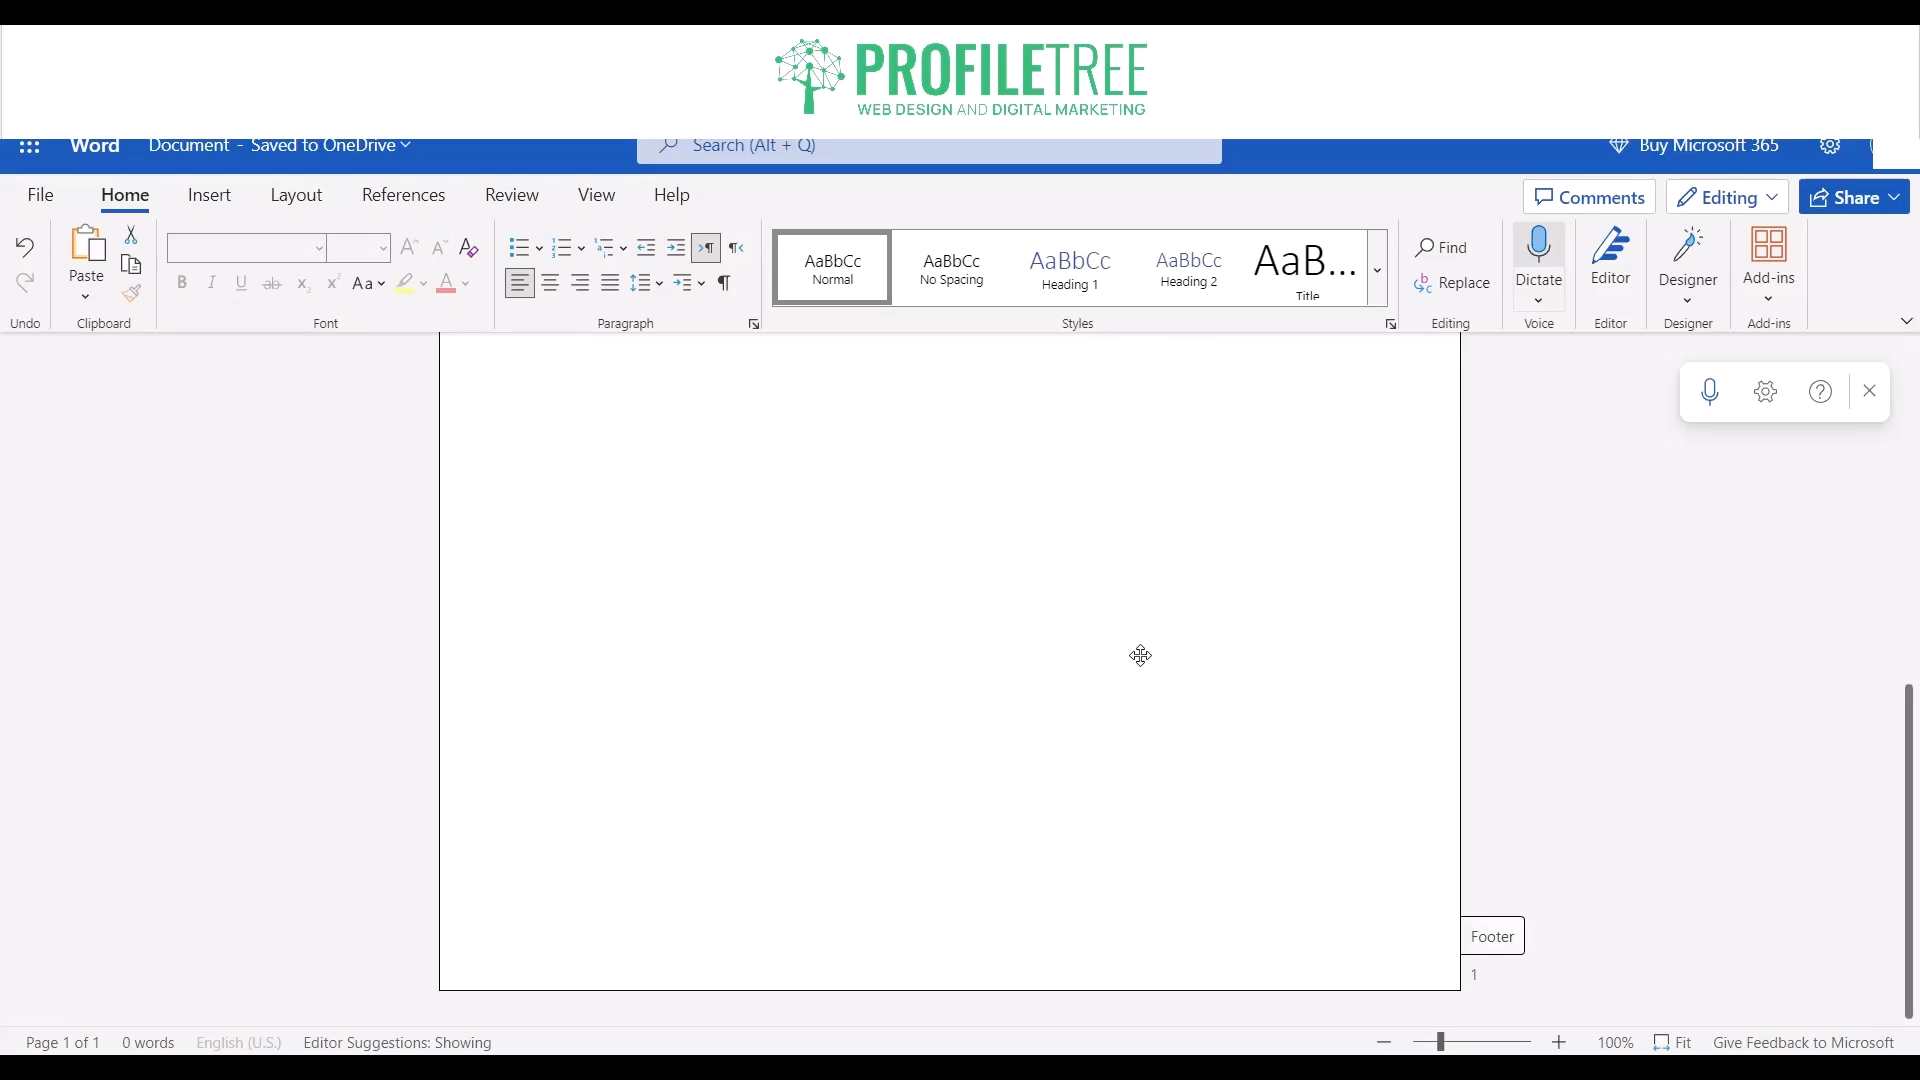 PROFILETREE
WEB DESIGN AND DIGITAL MARKETING
Word Document - Saved to OneDrive Search (Alt + Q) Buy Microsoft 365
File Home Insert Layout References Review View Help Comments Editing Share
Paste
Aa
AaBbCc Normal
AaBbCc No Spacing
AaBbCc Heading 1
AaBbCc Heading 2
AaB... Title
Find
Replace
Dictate
Editor
Designer
Add-ins
Undo Clipboard Font Paragraph Styles Editing Voice Editor Designer Add-ins
Footer
1
Page 1 of 1 0 words English (U.S.) Editor Suggestions: Showing 100% Fit Give Feedback to Microsoft